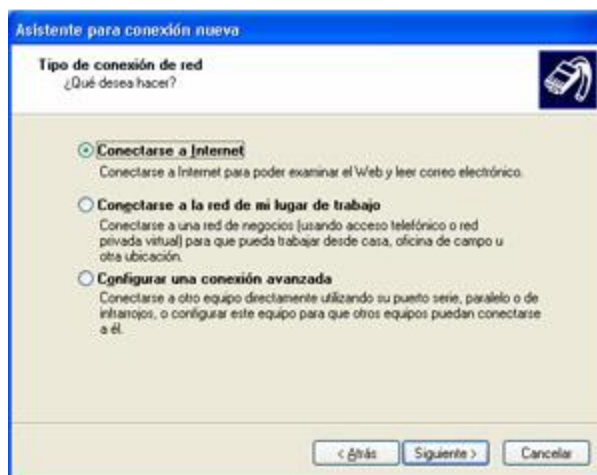 Asistente para conexión nueva
Tipo de conexión de red
¿Qué desea hacer?
Conectarse a Internet
Conectarse a Internet para poder examinar el Web y leer correo electrónico.
Conectarse a la red de mi lugar de trabajo
Conectarse a una red de negocios (usando acceso telefónico o red
privada virtual) para que pueda trabajar desde casa, oficina de campo u
otra ubicación.
Configurar una conexión avanzada
Conectarse a otro equipo directamente utilizando su puerto serie, paralelo o de
infrarrojos, o configurar este equipo para que otros equipos puedan conectarse
a él.
< Atrás Siguiente > Cancelar